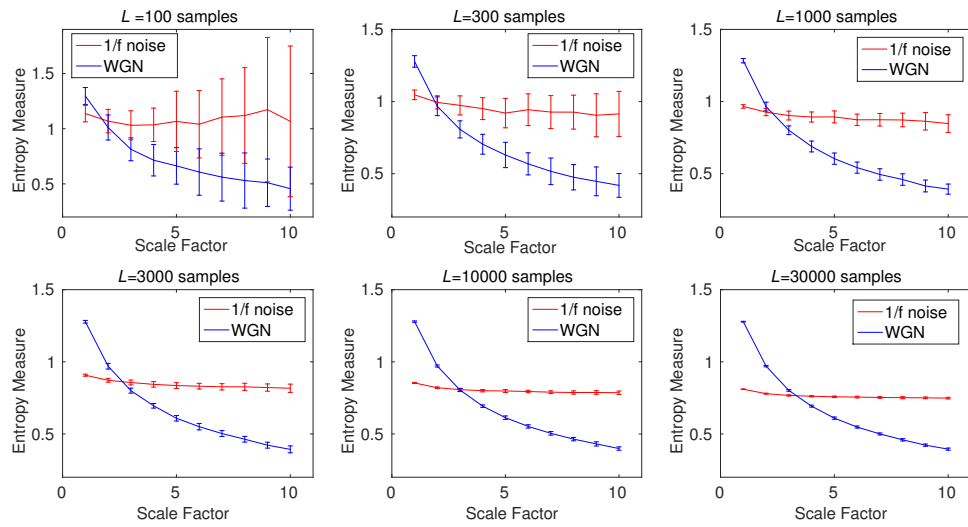 L =100 samples
1/f noise
WGN
1.5
1
0.5
Entropy Measure
0
5
10
Scale Factor
L=300 samples
1/f noise
WGN
1.5
1
0.5
Entropy Measure
0
5
10
Scale Factor
L=1000 samples
1/f noise
WGN
1.5
1
0.5
Entropy Measure
0
5
10
Scale Factor
L=3000 samples
1/f noise
WGN
1.5
1
0.5
Entropy Measure
0
5
10
Scale Factor
L=10000 samples
1/f noise
WGN
1.5
1
0.5
Entropy Measure
0
5
10
Scale Factor
L=30000 samples
1/f noise
WGN
1.5
1
0.5
Entropy Measure
0
5
10
Scale Factor